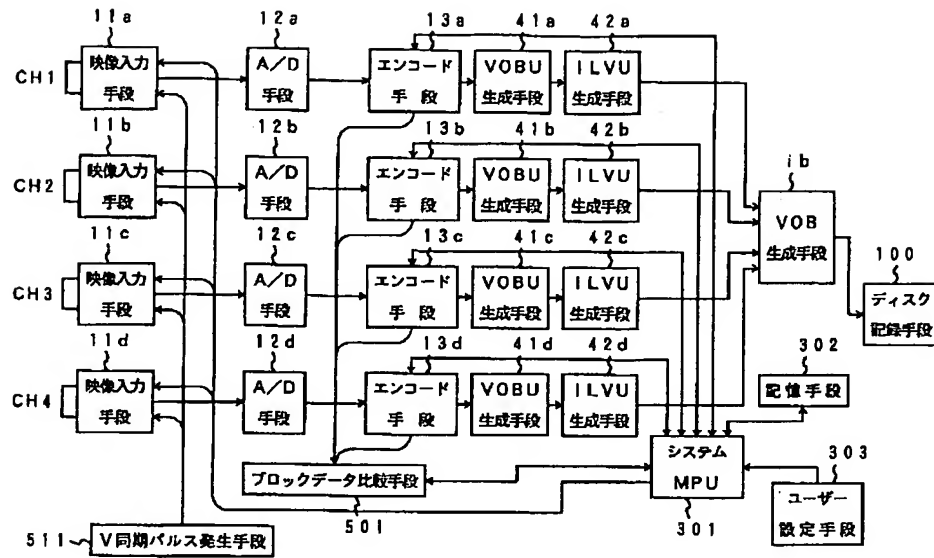 11a
12a
13a
41a
42a
CH1
映像入力
手段
A/D
手段
エンコード
手 段
VOBU
生成手段
ILVU
生成手段
11b
12b
13b
41b
42b
CH2
映像入力
手段
A/D
手段
エンコード
手 段
VOBU
生成手段
ILVU
生成手段
ib
VOB
生成手段
11c
12c
13c
41c
42c
CH3
映像入力
手段
A/D
手段
エンコード
手 段
VOBU
生成手段
ILVU
生成手段
100
ディスク
記録手段
11d
12d
13d
41d
42d
CH4
映像入力
手段
A/D
手段
エンコード
手 段
VOBU
生成手段
ILVU
生成手段
302
記憶手段
ブロックデータ比較手段
501
システム
MPU
301
303
ユーザー
設定手段
511
V同期パルス発生手段